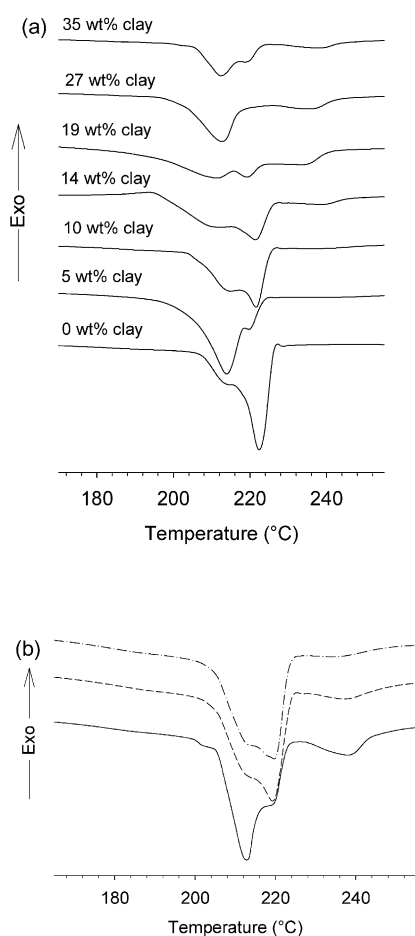 (a)
35 wt% clay
27 wt% clay
19 wt% clay
14 wt% clay
10 wt% clay
5 wt% clay
0 wt% clay
Exo
180 200 220 240
Temperature (°C)
(b)
Exo
180 200 220 240
Temperature (°C)